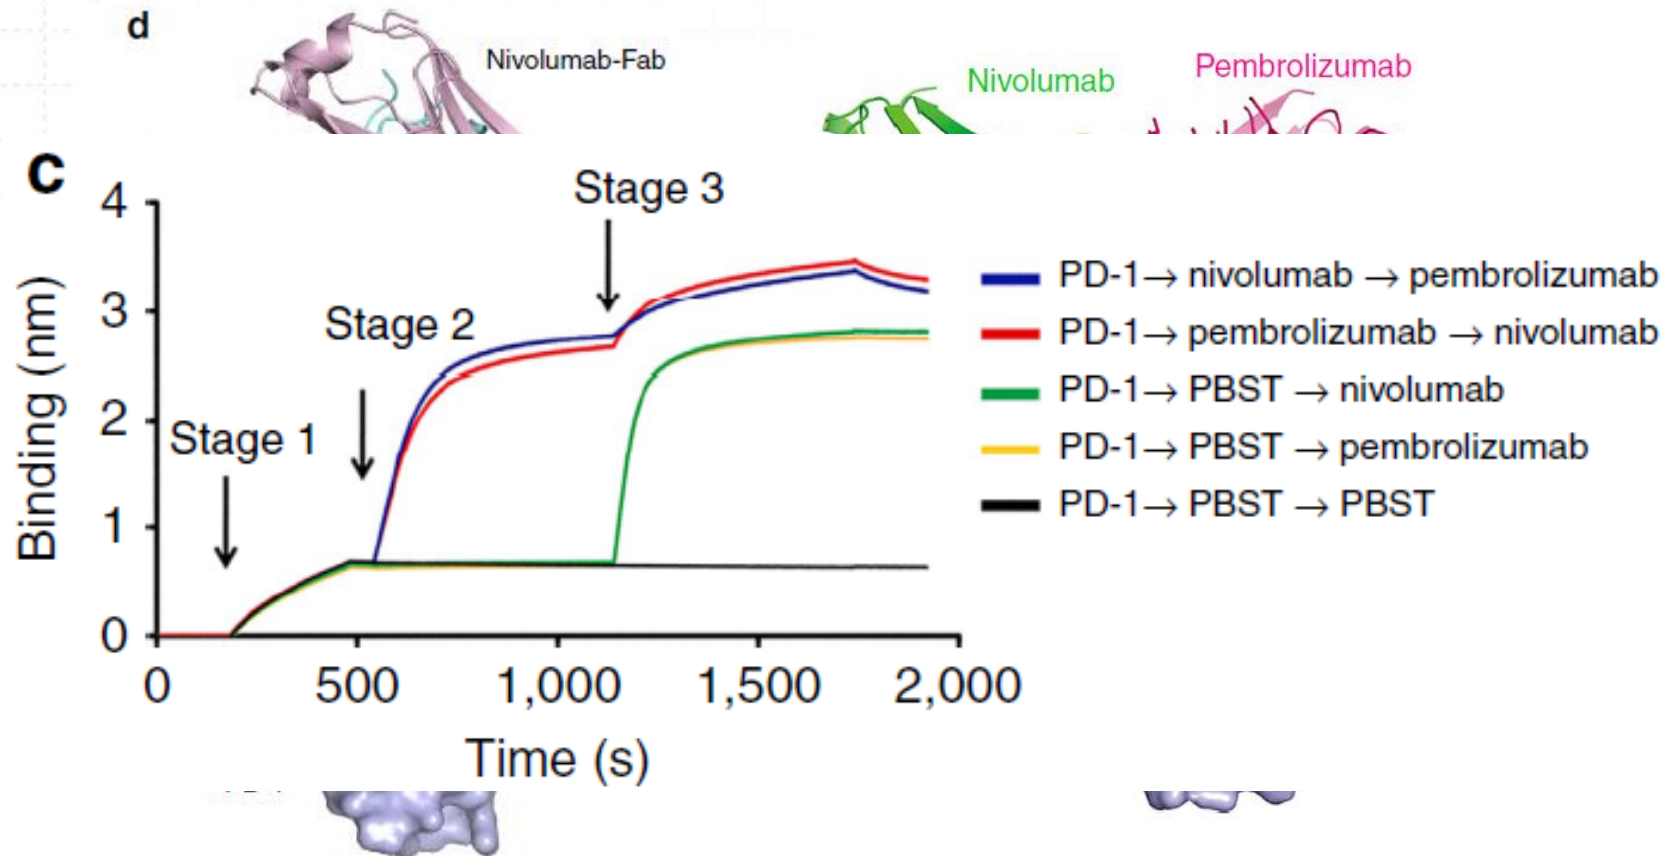 d
Nivolumab-Fab
Nivolumab
Pembrolizumab
c
Stage 3
Stage 2
Stage 1
4
3
2
1
0
Binding (nm)
0 500 1,000 1,500 2,000
Time (s)
PD-1→ nivolumab → pembrolizumab
PD-1→ pembrolizumab → nivolumab
PD-1→ PBST → nivolumab
PD-1→ PBST → pembrolizumab
PD-1→ PBST → PBST